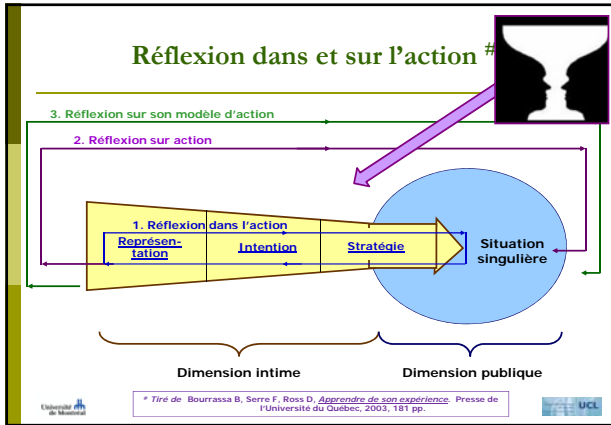 Réflexion dans et sur l’action #
3. Réflexion sur son modèle d’action
2. Réflexion sur action
1. Réflexion dans l’action
Représen-
tation
Intention
Stratégie
Situation
singulière
Dimension intime
Dimension publique
* Tiré de Bourrassa B, Serre F, Ross D, Apprendre de son expérience. Presse de
l’Université du Québec, 2003, 181 pp.
Université
de Montréal
UCL